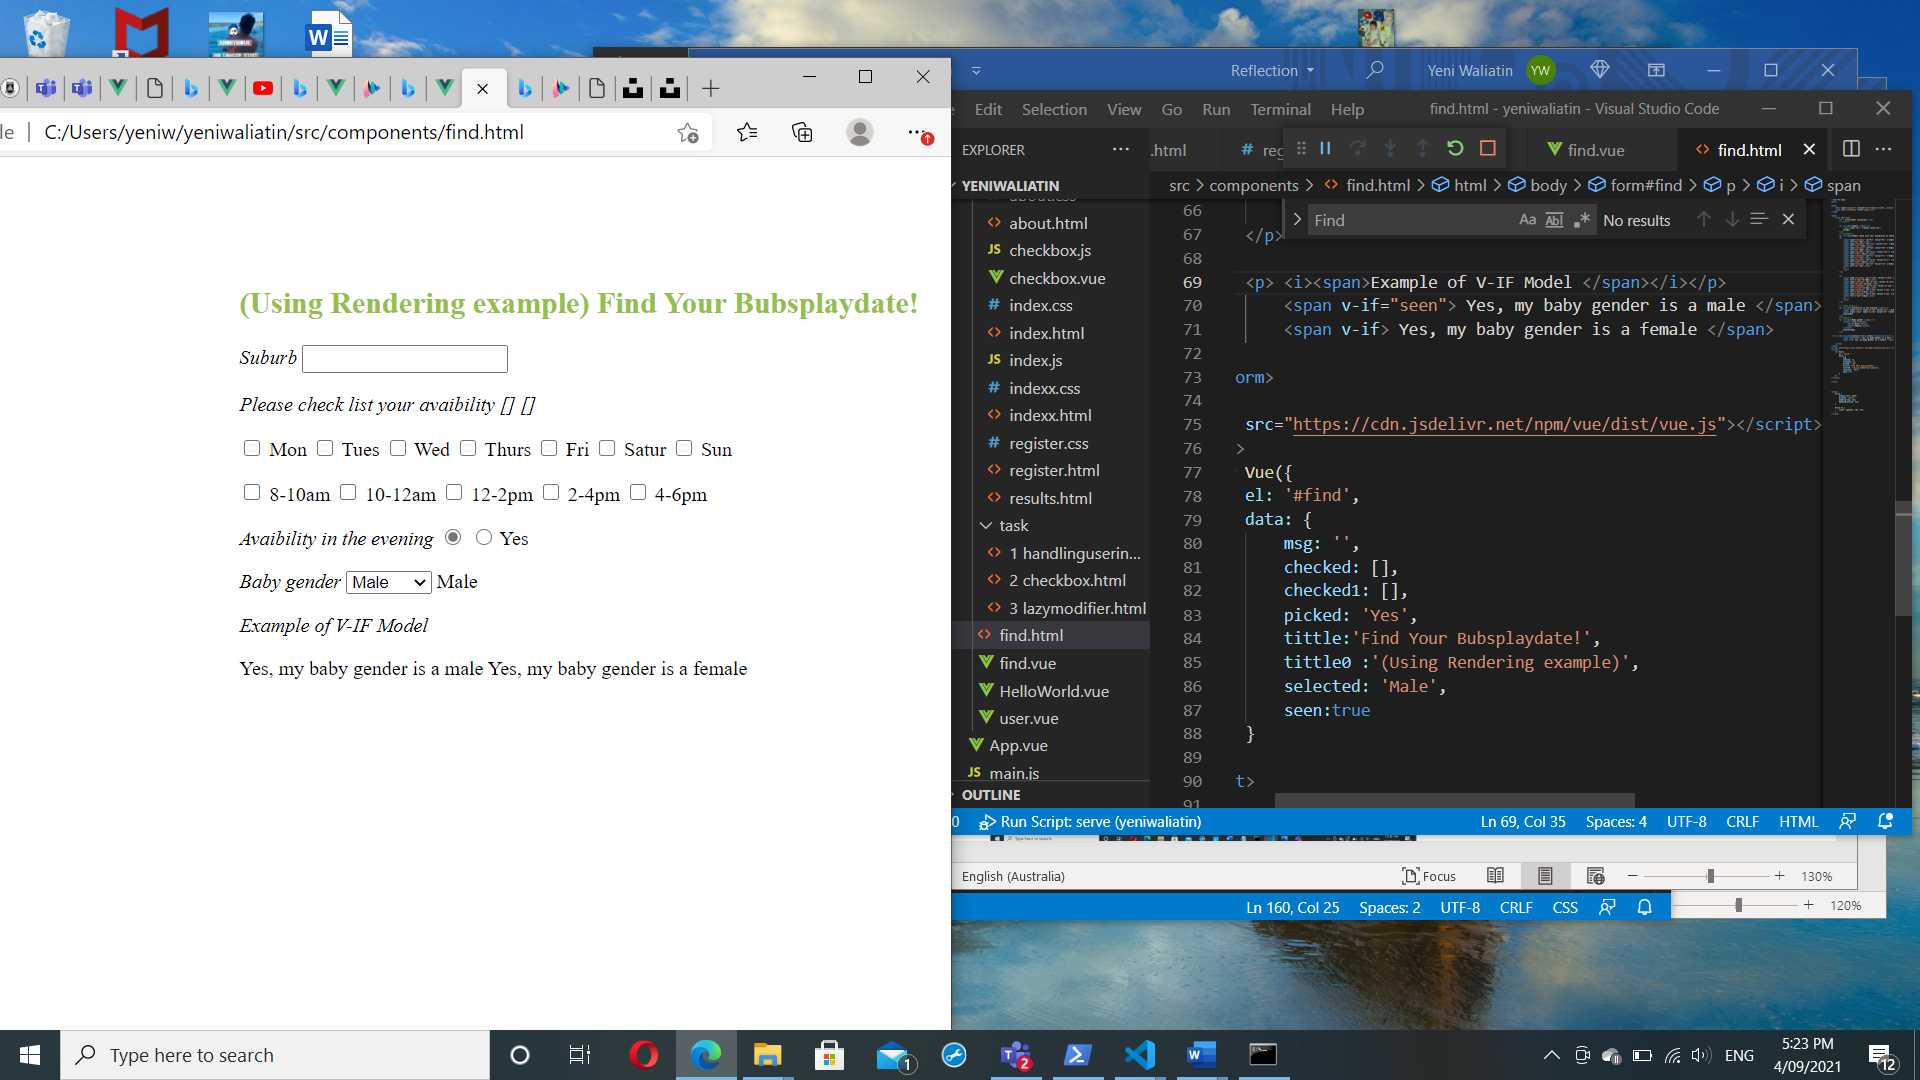 Reflection
Yeni Waliatin
YW
Edit Selection View Go Run Terminal Help
find.html - yeniwaliatin - Visual Studio Code
le | C:/Users/yeniw/yeniwaliatin/src/components/find.html
EXPLORER
.html
# reg
find.vue
find.html
YENIWALIATIN
src > components > find.html > html > body > form#find > p > i > span
Find
Aa
No results
about.css
about.html
JS checkbox.js
checkbox.vue
# index.css
index.html
JS index.js
# indexx.css
indexx.html
# register.css
register.html
results.html
task
1 handlinguserin...
2 checkbox.html
3 lazymodifier.html
find.html
find.vue
HelloWorld.vue
user.vue
App.vue
JS main.js
OUTLINE
66
67 </p>
68
69 <p> <i><span>Example of V-IF Model </span></i></p>
70 <span v-if="seen"> Yes, my baby gender is a male </span>
71 <span v-if> Yes, my baby gender is a female </span>
72
73 orm>
74
75 src="https://cdn.jsdelivr.net/npm/vue/dist/vue.js"></script>
76 >
77 Vue({
78 el: '#find',
79 data: {
80 msg: '',
81 checked: [],
82 checked1: [],
83 picked: 'Yes',
84 tittle:'Find Your Bubsplaydate!',
85 tittle0 :'(Using Rendering example)',
86 selected: 'Male',
87 seen:true
88 }
89
90 t>
91
(Using Rendering example) Find Your Bubsplaydate!
Suburb
Please check list your avaibility [] []
Mon Tues Wed Thurs Fri Satur Sun
8-10am 10-12am 12-2pm 2-4pm 4-6pm
Avaibility in the evening Yes
Baby gender Male Male
Example of V-IF Model
Yes, my baby gender is a male Yes, my baby gender is a female
0 Run Script: serve (yeniwaliatin) Ln 69, Col 35 Spaces: 4 UTF-8 CRLF HTML
English (Australia) Focus 130%
Ln 160, Col 25 Spaces: 2 UTF-8 CRLF CSS
120%
Type here to search
1
2
ENG
5:23 PM
4/09/2021
12